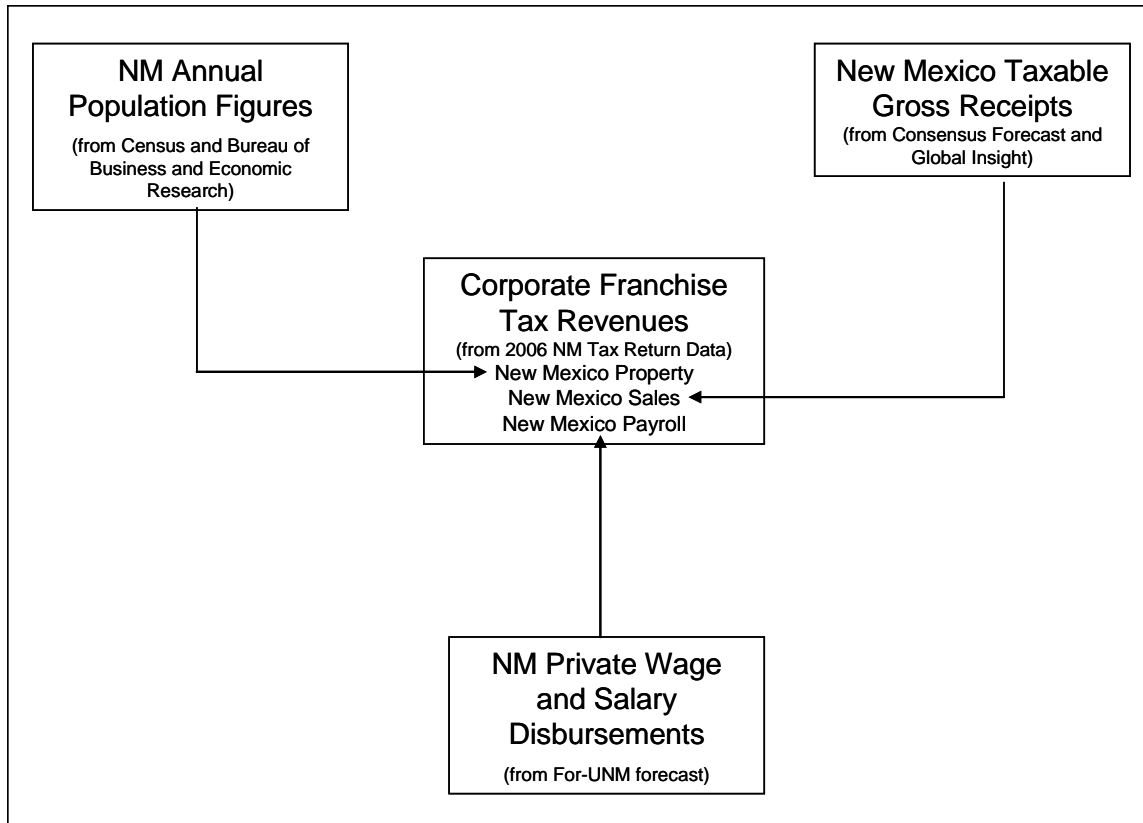 NM Annual
Population Figures
(from Census and Bureau of
Business and Economic
Research)
New Mexico Taxable
Gross Receipts
(from Consensus Forecast and
Global Insight)
Corporate Franchise
Tax Revenues
(from 2006 NM Tax Return Data)
New Mexico Property
New Mexico Sales
New Mexico Payroll
NM Private Wage
and Salary
Disbursements
(from For-UNM forecast)